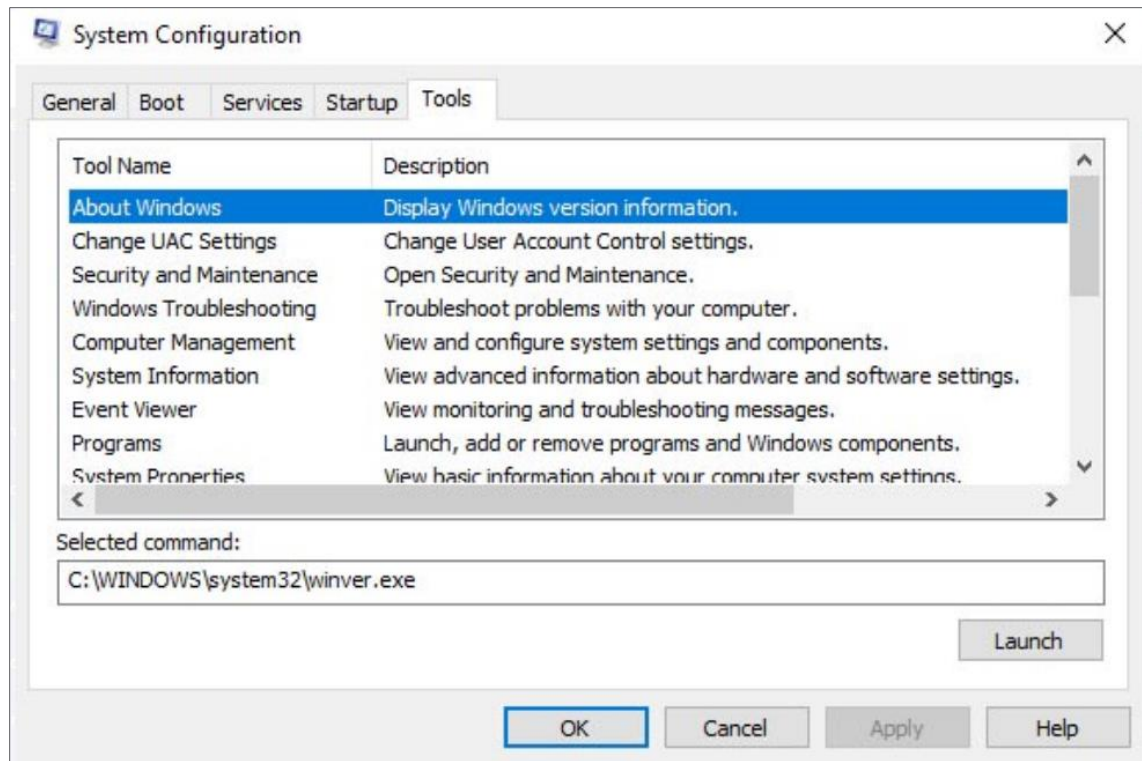 System Configuration
General Boot Services Startup Tools
Tool Name Description
About Windows Display Windows version information.
Change UAC Settings Change User Account Control settings.
Security and Maintenance Open Security and Maintenance.
Windows Troubleshooting Troubleshoot problems with your computer.
Computer Management View and configure system settings and components.
System Information View advanced information about hardware and software settings.
Event Viewer View monitoring and troubleshooting messages.
Programs Launch, add or remove programs and Windows components.
System Properties View basic information about your computer system settings.
Selected command:
C:\WINDOWS\system32\winver.exe
Launch
OK Cancel Apply Help